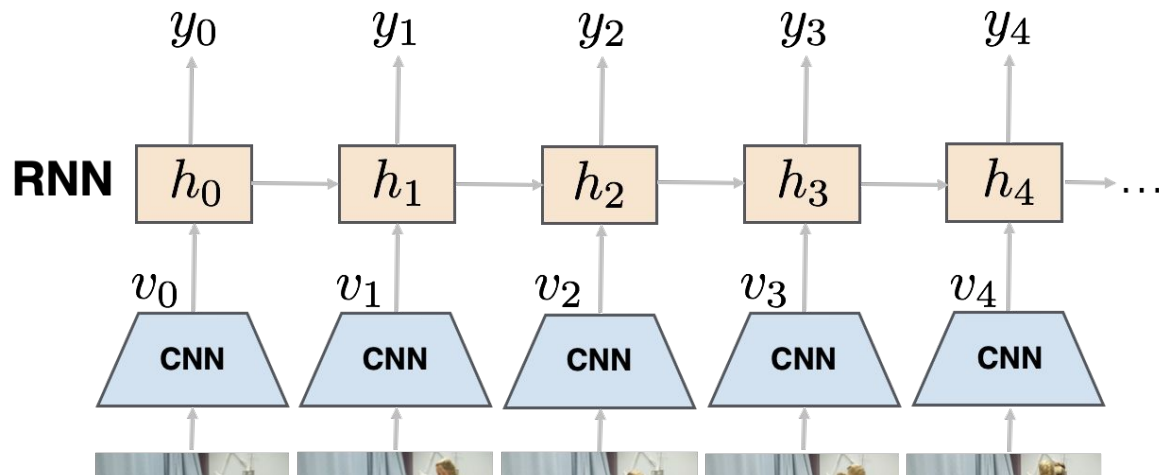 y₀ y₁ y₂ y₃ y₄
RNN h₀ h₁ h₂ h₃ h₄ ...
v₀ v₁ v₂ v₃ v₄
CNN CNN CNN CNN CNN